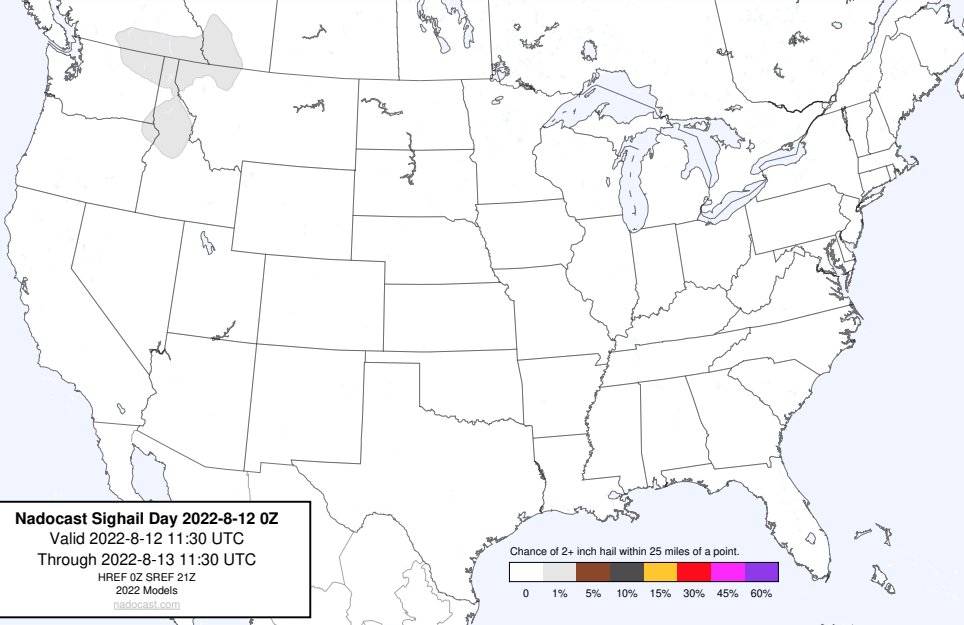 Nadocast Sighail Day 2022-8-12 0Z
Valid 2022-8-12 11:30 UTC
Through 2022-8-13 11:30 UTC
HREF 0Z SREF 21Z
2022 Models
nadocast.com
Chance of 2+ inch hail within 25 miles of a point.
0 1% 5% 10% 15% 30% 45% 60%